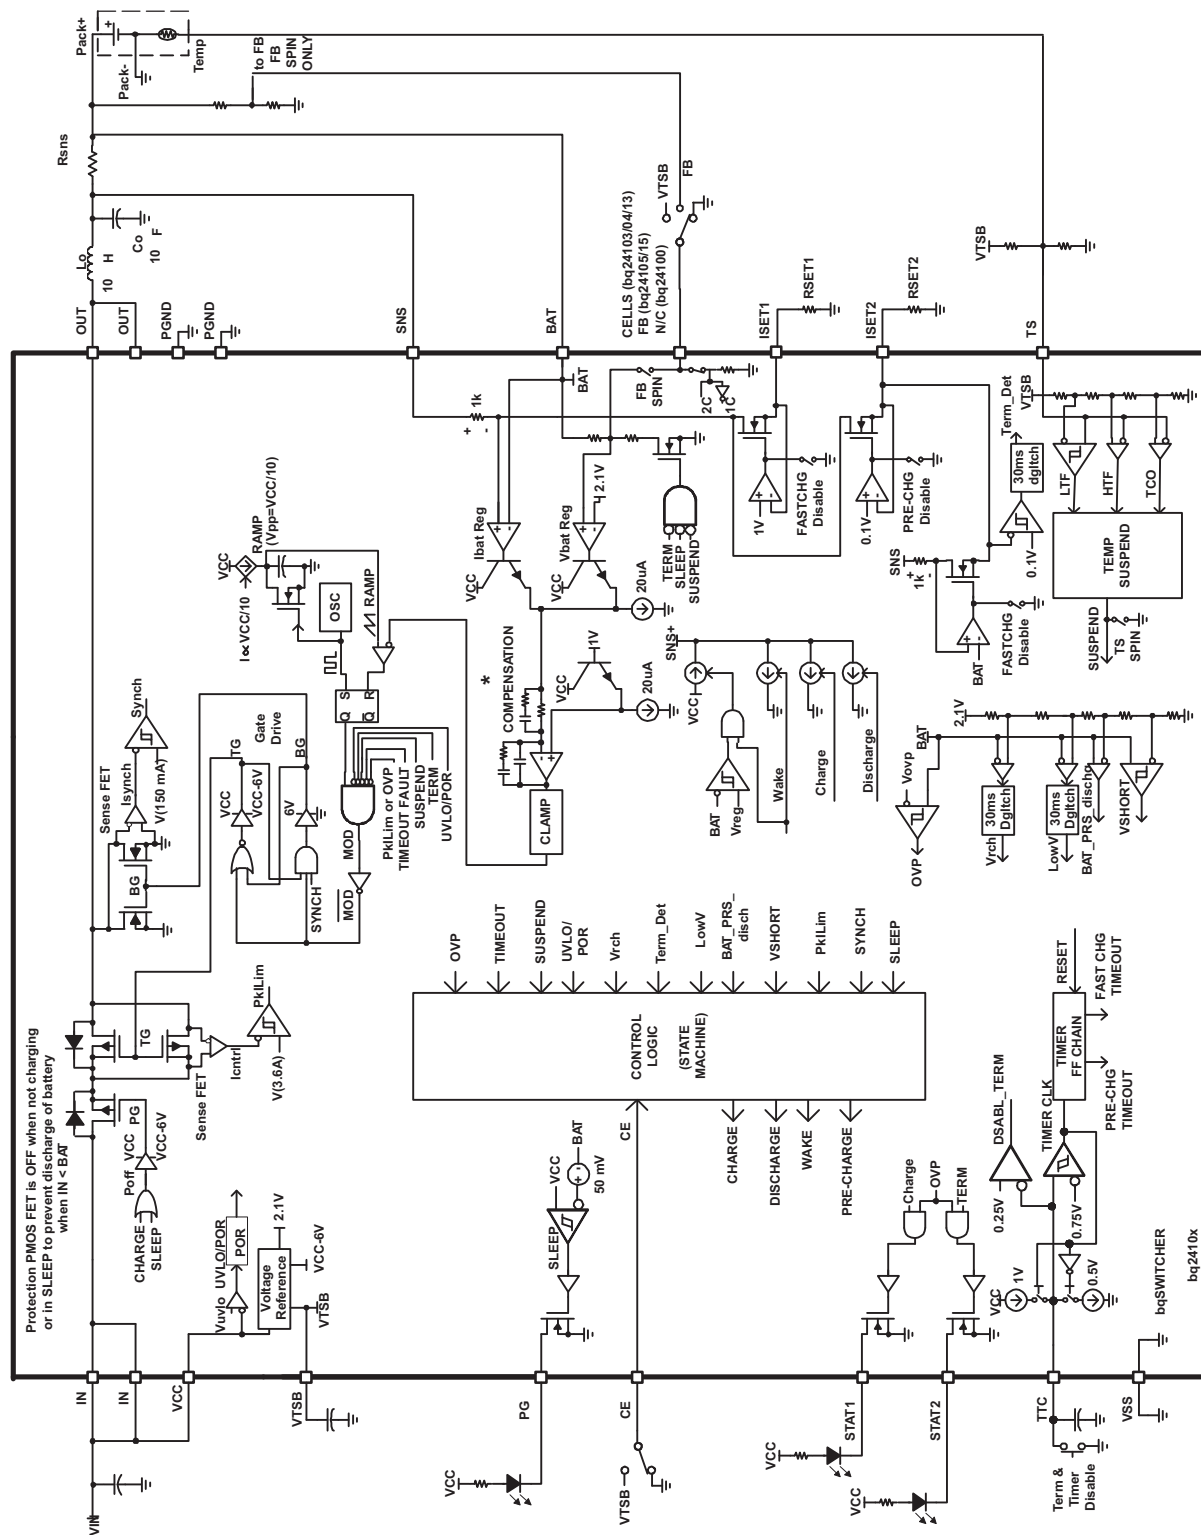 VIN
IN
IN
VCC
VTSB
Protection PMOS FET is OFF when not charging
or in SLEEP to prevent discharge of battery
when IN < BAT
CHARGE
SLEEP
Poff
VCC
VCC-6V
PG
Vuvlo
UVLO/POR
POR
Voltage
Reference
2.1V
VCC-6V
VTSB
TG
Sense FET
Icntrl
V(3.6A)
PkILim
BG
Sense FET
Isynch
V(150 mA)
Synch
VCC
VCC-6V
TG
Gate
Drive
6V
BG
SYNCH
MOD
MOD
PkILim or OVP
TIMEOUT FAULT
SUSPEND
TERM
UVLO/POR
Q
S
Q
R
OSC
RAMP
VCC
I∝VCC/10
RAMP
(Vpp=VCC/10)
OUT
OUT
PGND
PGND
SNS
BAT
Lo
10 H
Co
10 F
Rsns
Pack+
+
Pack-
Temp
to FB
FB
SPIN
ONLY
+
1k
-
BAT
Ibat Reg
+
-
VCC
Vbat Reg
+
-
2.1V
VCC
20uA
TERM
SLEEP
SUSPEND
*
COMPENSATION
CLAMP
-
+
VCC
1V
20uA
FB
SPIN
2C
1C
CELLS (bq24103/04/13)
FB (bq24105/15)
N/C (bq24100)
VTSB
FB
ISET1
RSET1
1V
+
-
FASTCHG
Disable
ISET2
RSET2
0.1V
+
-
PRE-CHG
Disable
SNS+
VCC
BAT
Vreg
Wake
Charge
Discharge
SNS
+
1k
-
BAT
+
-
FASTCHG
Disable
0.1V
30ms
dgltch
Term_Det
TS
VTSB
VTSB
LTF
HTF
TCO
TEMP
SUSPEND
SUSPEND
TS
SPIN
OVP
Vovp
BAT
2.1V
Vrch
30ms
Dgltch
LowV
30ms
Dgltch
BAT_PRS_dischg
VSHORT
PG
VCC
CE
VTSB
SLEEP
VCC
BAT
+
-
50 mV
CE
CONTROL
LOGIC
(STATE
MACHINE)
OVP
TIMEOUT
SUSPEND
UVLO/
POR
Vrch
Term_Det
LowV
BAT_PRS_
disch
VSHORT
PkILim
SYNCH
SLEEP
CHARGE
DISCHARGE
WAKE
PRE-CHARGE
VCC
STAT1
VCC
STAT2
Charge
OVP
TERM
0.25V
DSABL_TERM
TIMER CLK
0.75V
TIMER
FF CHAIN
RESET
FAST CHG
TIMEOUT
PRE-CHG
TIMEOUT
VCC
1V
0.5V
TTC
Term &
Timer
Disable
VSS
bqSWITCHER
bq2410x